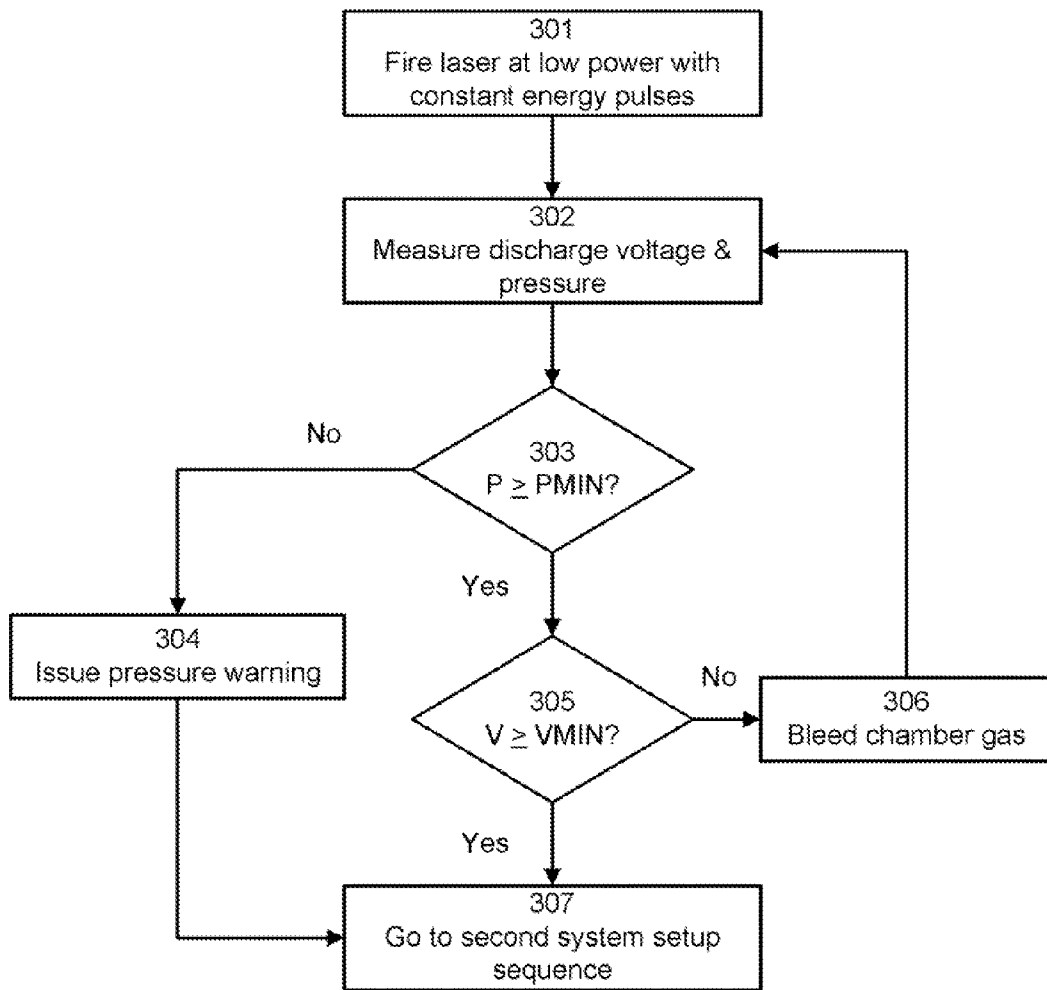 301
Fire laser at low power with
constant energy pulses
302
Measure discharge voltage &
pressure
No
303
P ≥ PMIN?
Yes
304
Issue pressure warning
305
V ≥ VMIN?
No
306
Bleed chamber gas
Yes
307
Go to second system setup
sequence